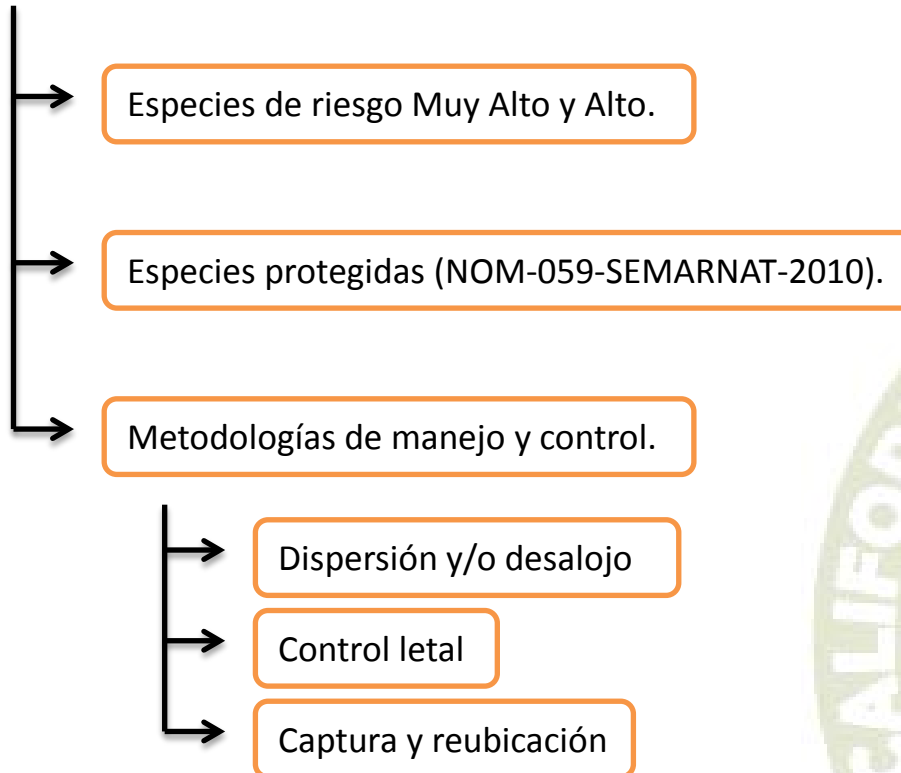 Especies de riesgo Muy Alto y Alto.
Especies protegidas (NOM-059-SEMARNAT-2010).
Metodologías de manejo y control.
Dispersión y/o desalojo
Control letal
Captura y reubicación